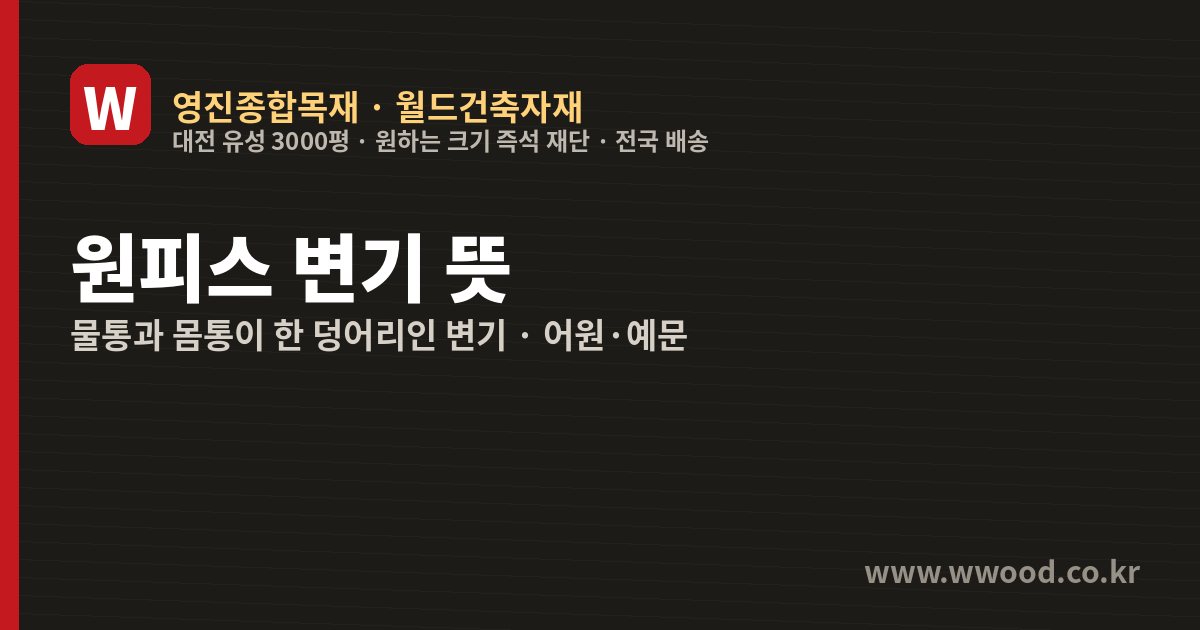 W
영진종합목재 · 월드건축자재
대전 유성 3000평 · 원하는 크기 즉석 재단 · 전국 배송
원피스 변기 뜻
물통과 몸통이 한 덩어리인 변기 · 어원·예문
www.wwood.co.kr